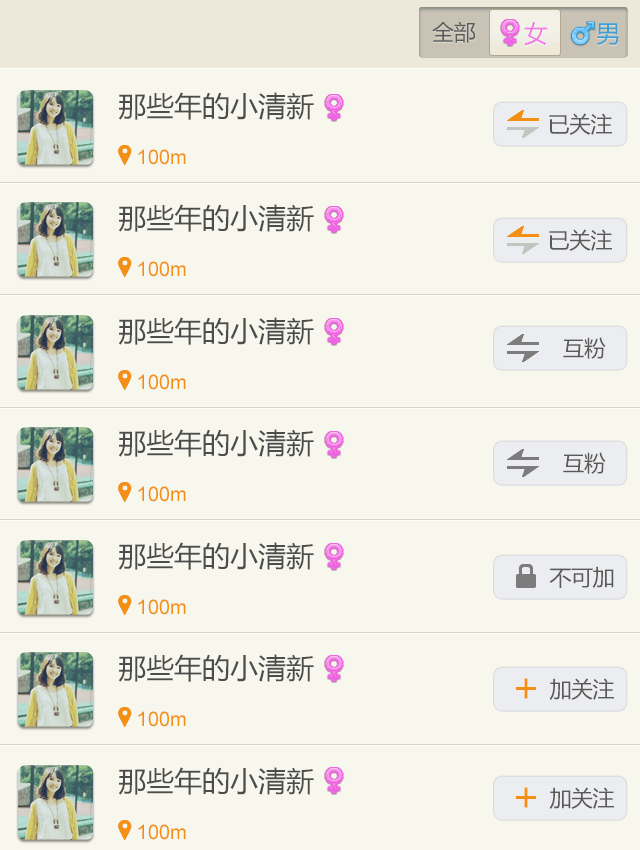 全部 女 男
那些年的小清新
已关注
100m
那些年的小清新
已关注
100m
那些年的小清新
互粉
100m
那些年的小清新
互粉
100m
那些年的小清新
不可加
100m
那些年的小清新
加关注
100m
那些年的小清新
加关注
100m